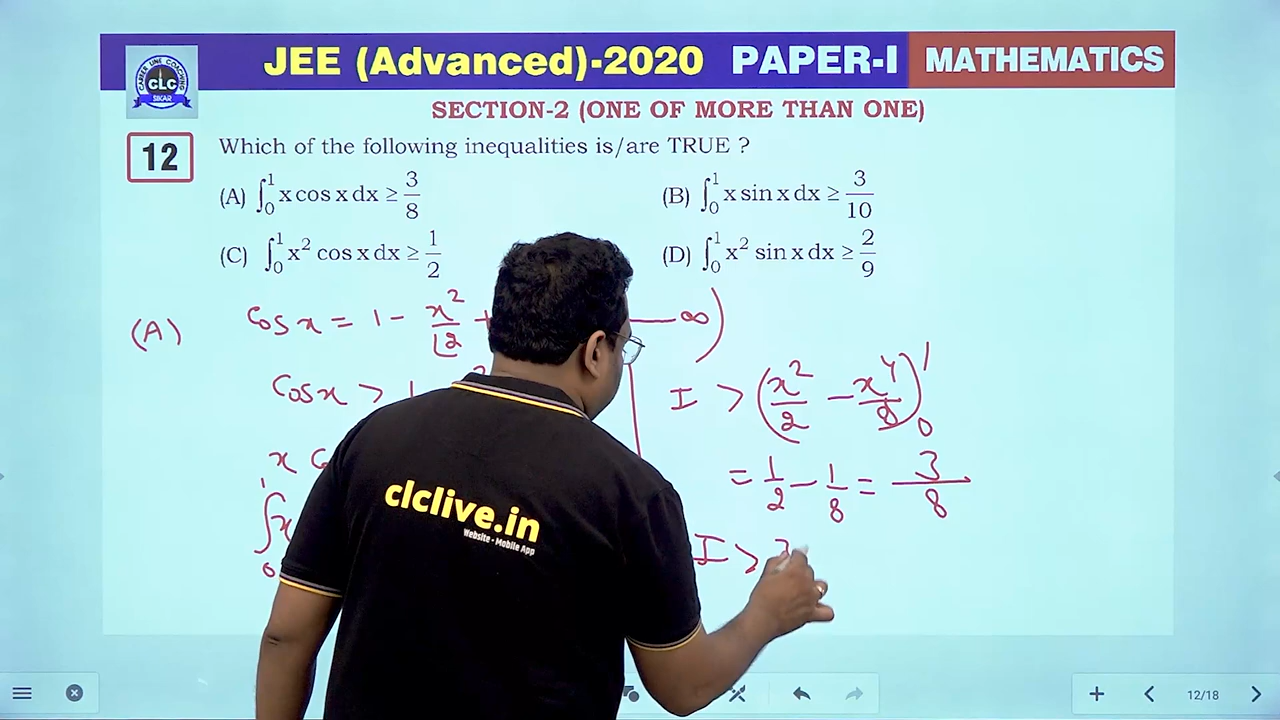 JEE (Advanced)-2020 PAPER-I MATHEMATICS
CLC
SIKAR
SECTION-2 (ONE OF MORE THAN ONE)
12 Which of the following inequalities is/are TRUE ?
(A) ∫₀¹ x cos x dx ≥ 3/8 (B) ∫₀¹ x sin x dx ≥ 3/10
(C) ∫₀¹ x² cos x dx ≥ 1/2 (D) ∫₀¹ x² sin x dx ≥ 2/9
(A) Cos x = 1 - x²/⌊2 + — ∞)
Cos x > 1
I > (x²/2 - x⁴/8)₀¹
x
= 1/2 - 1/8 = 3/8
∫₀¹ x
I >
clclive.in
Website - Mobile App
12/18